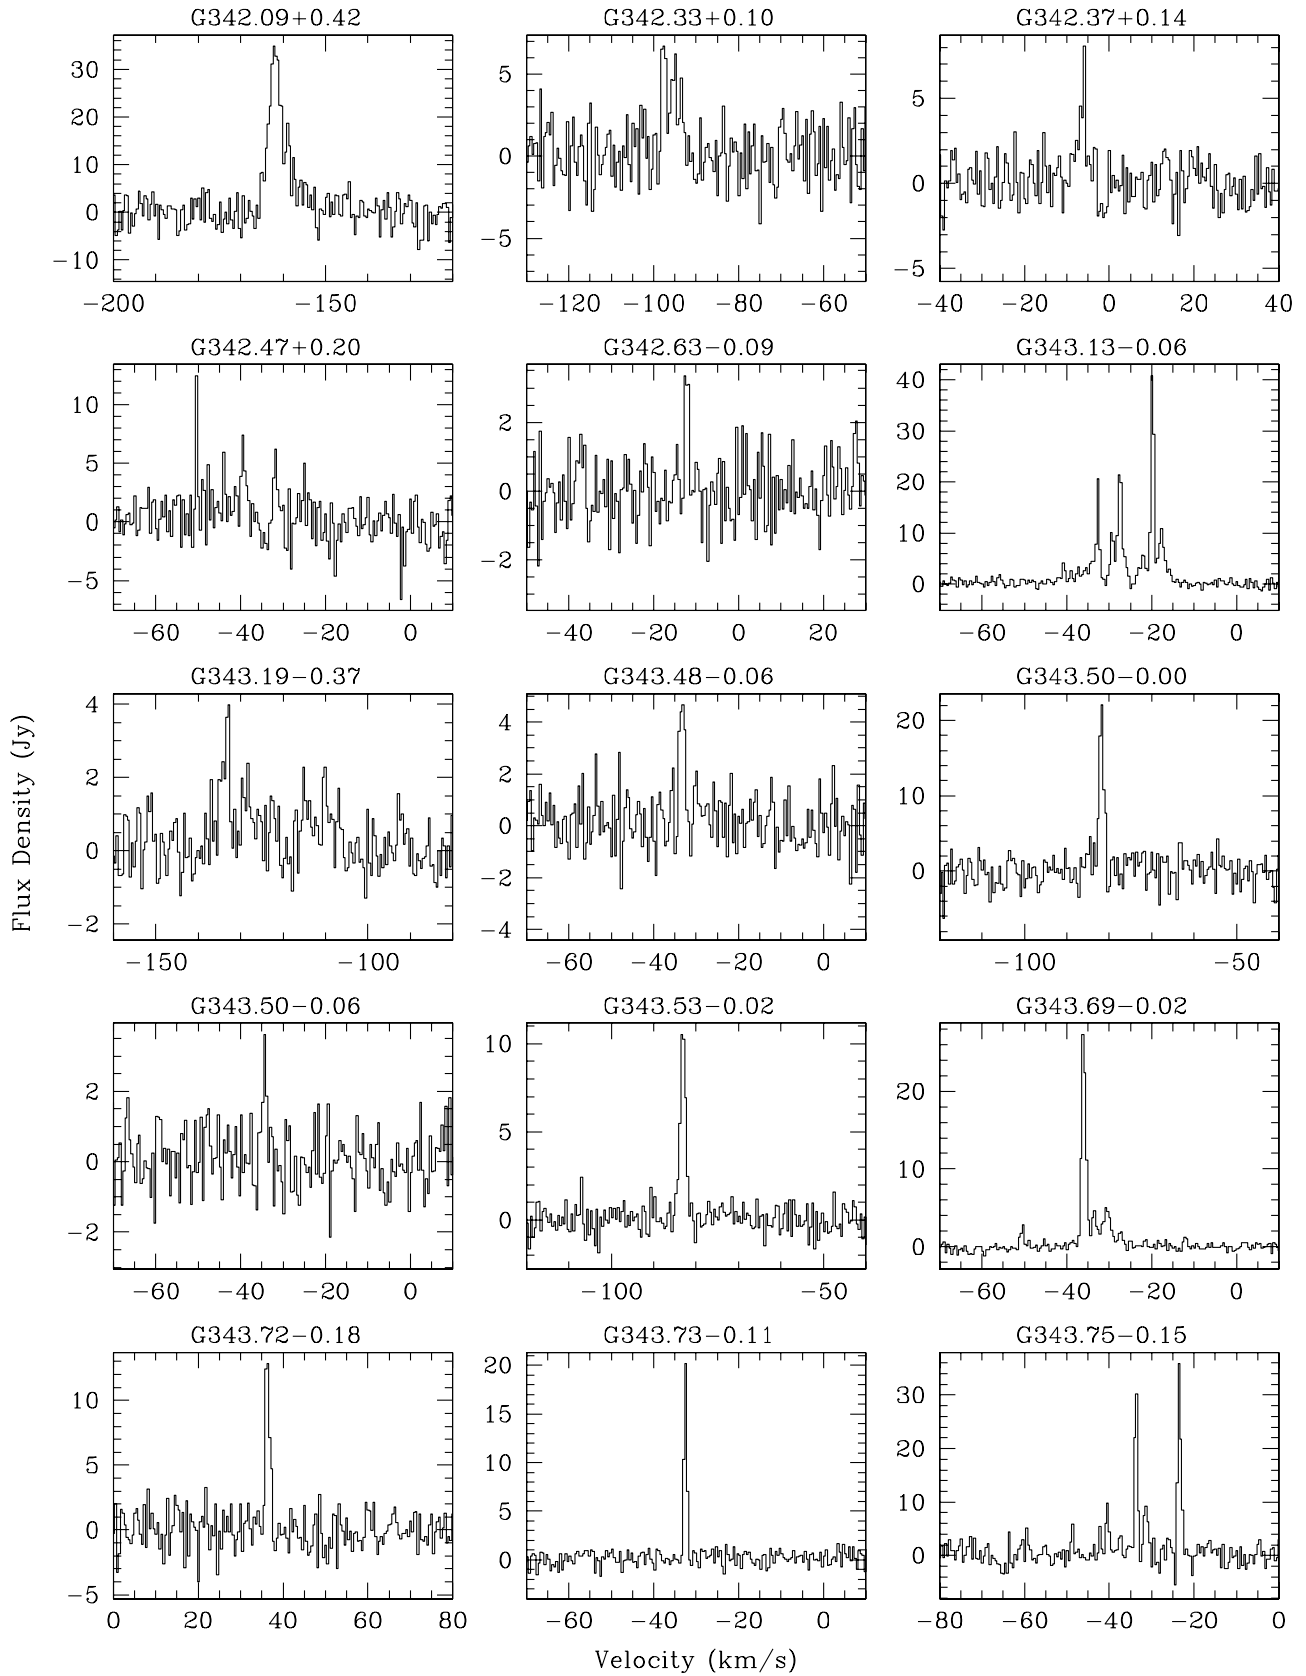 G342.09+0.42 G342.33+0.10 G342.37+0.14
30 20 10 0 −10
−200 −150
5 0 −5
−120 −100 −80 −60
5 0 −5
−40 −20 0 20 40
G342.47+0.20 G342.63−0.09 G343.13−0.06
10 5 0 −5
−60 −40 −20 0
2 0 −2
−40 −20 0 20
40 30 20 10 0
−60 −40 −20 0
G343.19−0.37 G343.48−0.06 G343.50−0.00
Flux Density (Jy)
4 2 0 −2
−150 −100
4 2 0 −2 −4
−60 −40 −20 0
20 10 0
−100 −50
G343.50−0.06 G343.53−0.02 G343.69−0.02
2 0 −2
−60 −40 −20 0
10 5 0
−100 −50
20 10 0
−60 −40 −20 0
G343.72−0.18 G343.73−0.11 G343.75−0.15
10 5 0 −5
0 20 40 60 80
20 15 10 5 0
−60 −40 −20 0
30 20 10 0
−80 −60 −40 −20 0
Velocity (km/s)